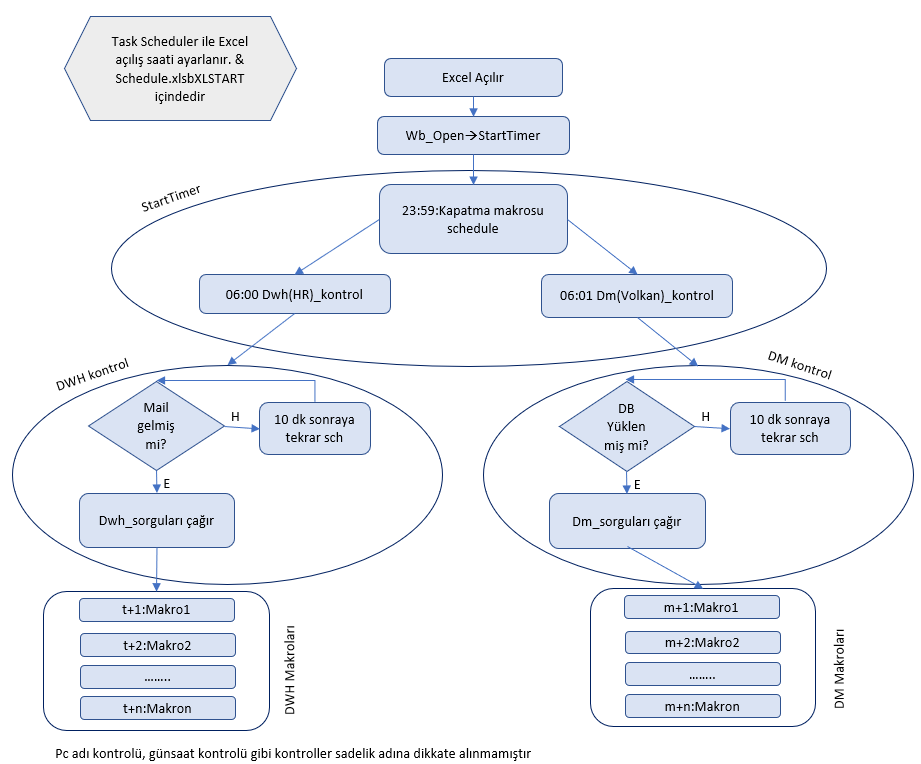 Task Scheduler ile Excel
açılış saati ayarlanır. &
Schedule.xlsbXLSTART
içindedir
Excel Açılır
Wb_Open→StartTimer
StartTimer
23:59:Kapatma makrosu
schedule
06:00 Dwh(HR)_kontrol
06:01 Dm(Volkan)_kontrol
DWH kontrol
Mail
gelmiş
mi?
H
10 dk sonraya
tekrar sch
E
Dwh_sorguları çağır
DM kontrol
DB
Yüklen
miş mi?
H
10 dk sonraya
tekrar sch
E
Dm_sorguları çağır
t+1:Makro1
t+2:Makro2
........
t+n:Makron
DWH Makroları
m+1:Makro1
m+2:Makro2
........
m+n:Makron
DM Makroları
Pc adı kontrolü, günsaat kontrolü gibi kontroller sadelik adına dikkate alınmamıştır